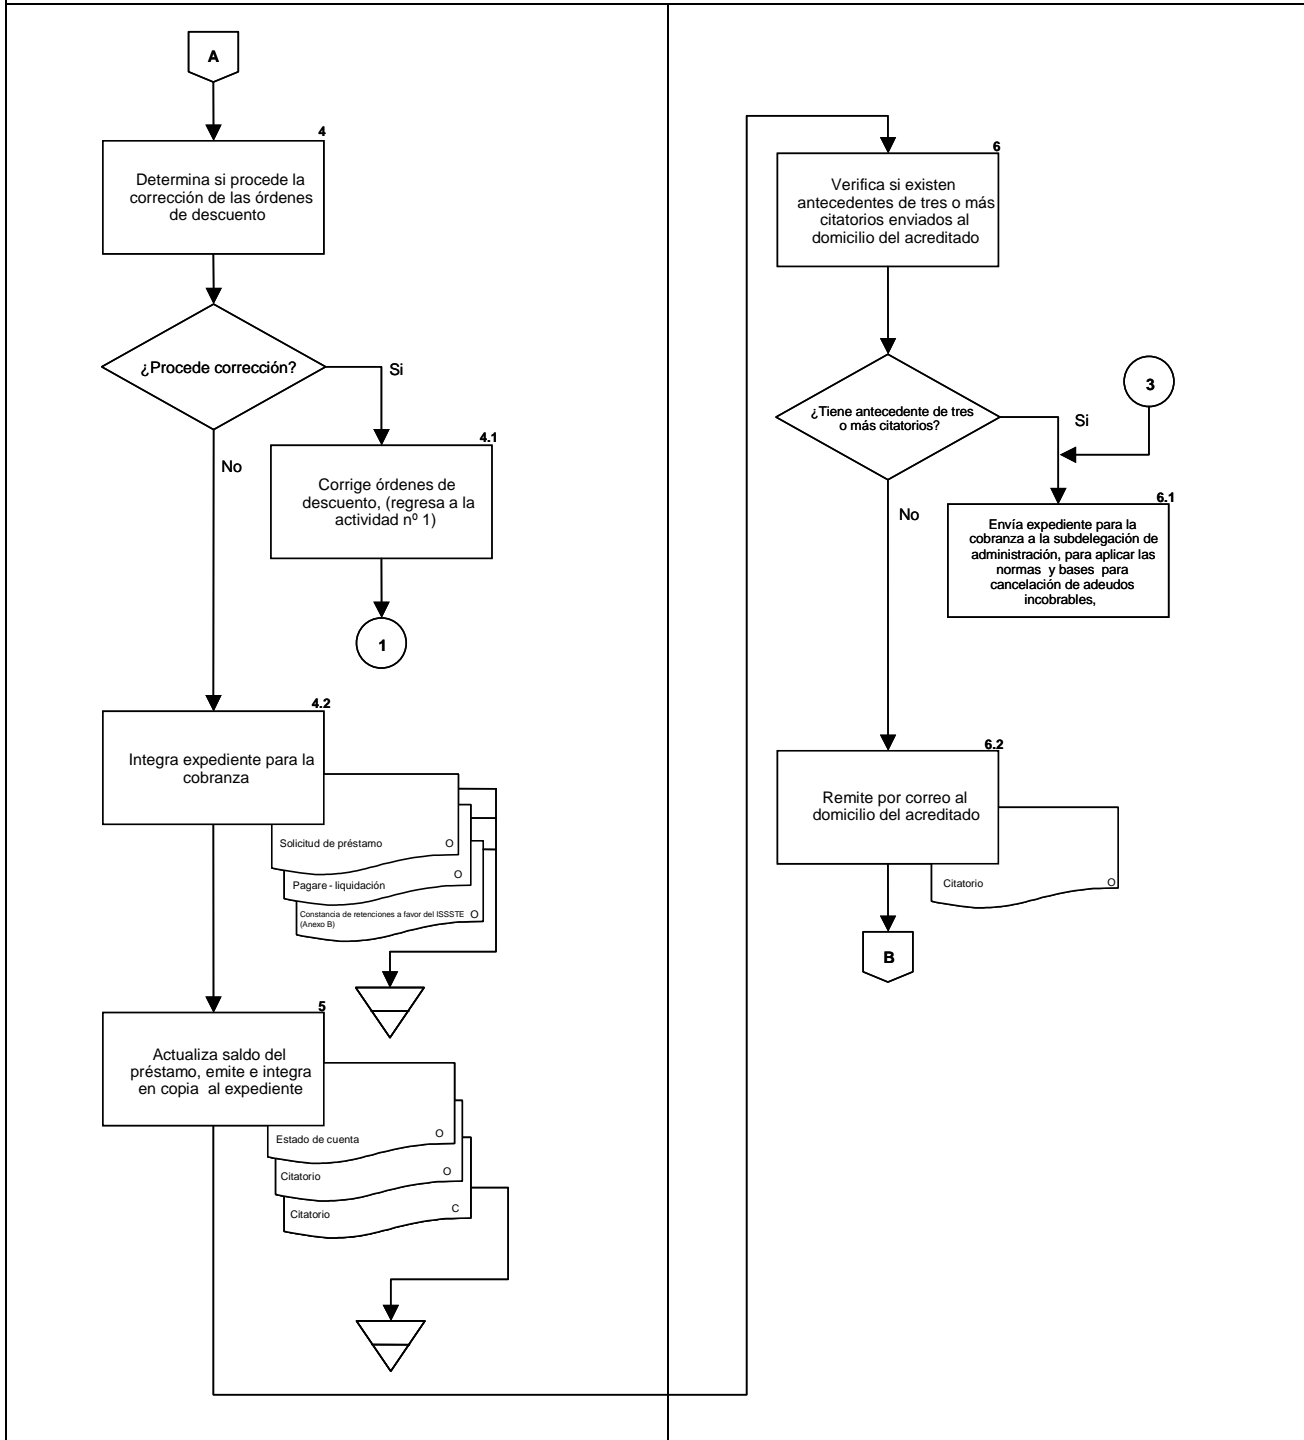 A
4
Determina si procede la
corrección de las órdenes
de descuento
¿Procede corrección?
Si
No
4.1
Corrige órdenes de
descuento, (regresa a la
actividad nº 1)
1
4.2
Integra expediente para la
cobranza
Solicitud de préstamo O
Pagare - liquidación O
Constancia de retenciones a favor del ISSSTE O
(Anexo B)
5
Actualiza saldo del
préstamo, emite e integra
en copia al expediente
Estado de cuenta O
Citatorio O
Citatorio C
6
Verifica si existen
antecedentes de tres o más
citatorios enviados al
domicilio del acreditado
¿Tiene antecedente de tres
o más citatorios?
Si
3
No
6.1
Envía expediente para la
cobranza a la subdelegación de
administración, para aplicar las
normas y bases para
cancelación de adeudos
incobrables,
6.2
Remite por correo al
domicilio del acreditado
Citatorio O
B